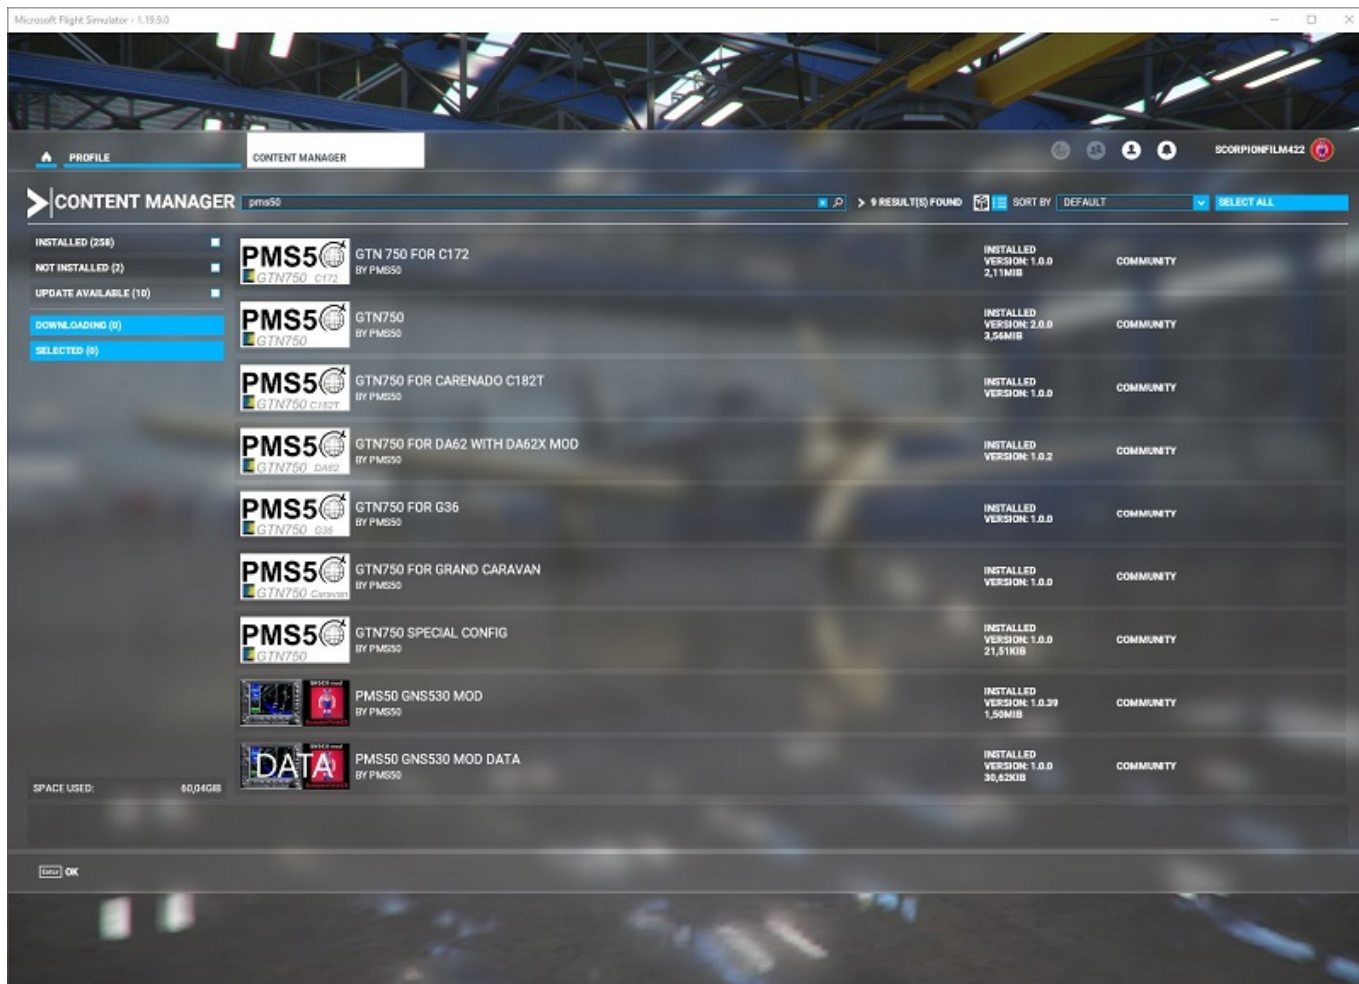 Microsoft Flight Simulator - 1.19.9.0
PROFILE
CONTENT MANAGER
SCORPIONFILM422
CONTENT MANAGER
pms50
9 RESULT(S) FOUND
SORT BY
DEFAULT
SELECT ALL
INSTALLED (258)
NOT INSTALLED (2)
UPDATE AVAILABLE (10)
DOWNLOADING (0)
SELECTED (0)
PMS50
GTN750 C172
GTN 750 FOR C172
BY PMS50
INSTALLED
VERSION: 1.0.0
2,11MIB
COMMUNITY
PMS50
GTN750
GTN750
BY PMS50
INSTALLED
VERSION: 2.0.0
3,56MIB
COMMUNITY
PMS50
GTN750 C182T
GTN750 FOR CARENADO C182T
BY PMS50
INSTALLED
VERSION: 1.0.0
COMMUNITY
PMS50
GTN750 DA62
GTN750 FOR DA62 WITH DA62X MOD
BY PMS50
INSTALLED
VERSION: 1.0.2
COMMUNITY
PMS50
GTN750 G36
GTN750 FOR G36
BY PMS50
INSTALLED
VERSION: 1.0.0
COMMUNITY
PMS50
GTN750 Caravan
GTN750 FOR GRAND CARAVAN
BY PMS50
INSTALLED
VERSION: 1.0.0
COMMUNITY
PMS50
GTN750
GTN750 SPECIAL CONFIG
BY PMS50
INSTALLED
VERSION: 1.0.0
21,51KIB
COMMUNITY
PMS50 GNS530 MOD
BY PMS50
INSTALLED
VERSION: 1.0.39
1,50MIB
COMMUNITY
DATA
PMS50 GNS530 MOD DATA
BY PMS50
INSTALLED
VERSION: 1.0.0
30,62KIB
COMMUNITY
SPACE USED:
60,04GIB
Enter OK